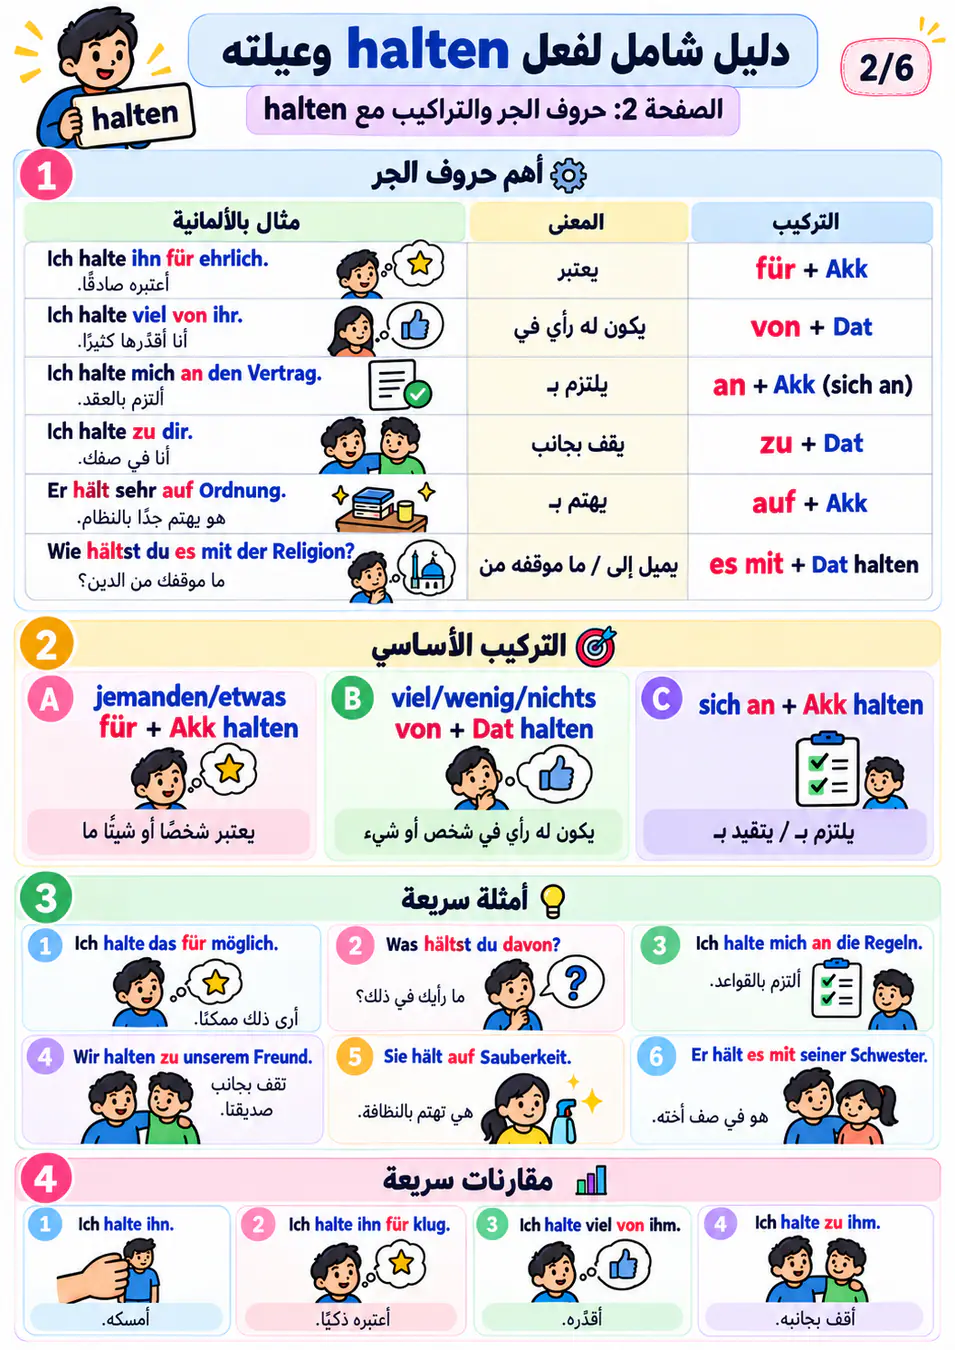 دليل شامل لفعل halten وعيلته
2/6
halten
الصفحة 2: حروف الجر والتراكيب مع halten
1
أهم حروف الجر
التركيب
المعنى
مثال بالألمانية
für + Akk
يعتبر
Ich halte ihn für ehrlich.
أعتبره صادقًا.
von + Dat
يكون له رأي في
Ich halte viel von ihr.
أنا أقدّرها كثيرًا.
an + Akk (sich an)
يلتزم بـ
Ich halte mich an den Vertrag.
ألتزم بالعقد.
zu + Dat
يقف بجانب
Ich halte zu dir.
أنا في صفك.
auf + Akk
يهتم بـ
Er hält sehr auf Ordnung.
هو يهتم جدًا بالنظام.
es mit + Dat halten
يميل إلى / ما موقفه من
Wie hältst du es mit der Religion?
ما موقفك من الدين؟
2
التركيب الأساسي
A
jemanden/etwas
für + Akk halten
يعتبر شخصًا أو شيئًا ما
B
viel/wenig/nichts
von + Dat halten
يكون له رأي في شخص أو شيء
C
sich an + Akk halten
يلتزم بـ / يتقيد بـ
3
أمثلة سريعة
1
Ich halte das für möglich.
أرى ذلك ممكنًا.
2
Was hältst du davon?
ما رأيك في ذلك؟
3
Ich halte mich an die Regeln.
ألتزم بالقواعد.
4
Wir halten zu unserem Freund.
تقف بجانب
صديقتا.
5
Sie hält auf Sauberkeit.
هي تهتم بالنظافة.
6
Er hält es mit seiner Schwester.
هو في صف أخته.
4
مقارنات سريعة
1
Ich halte ihn.
أمسكه.
2
Ich halte ihn für klug.
أعتبره ذكيًا.
3
Ich halte viel von ihm.
أقدّره.
4
Ich halte zu ihm.
أقف بجانبه.